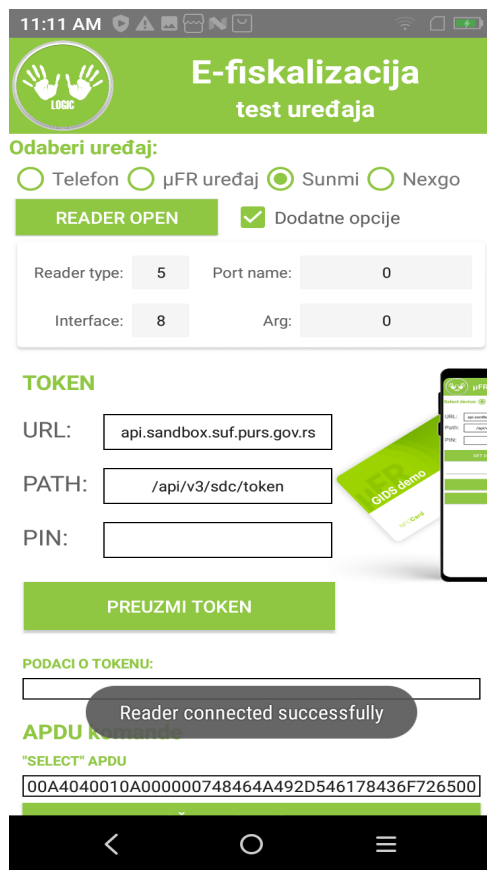 11:11 AM
LOGIC
E-fiskalizacija
test uređaja
Odaberi uređaj:
Telefon µFR uređaj Sunmi Nexgo
READER OPEN Dodatne opcije
Reader type: 5 Port name: 0
Interface: 8 Arg: 0
TOKEN
URL: api.sandbox.suf.purs.gov.rs
PATH: /api/v3/sdc/token
PIN:
GIDS demo
PREUZMI TOKEN
PODACI O TOKENU:
Reader connected successfully
APDU komande
"SELECT" APDU
00A4040010A000000748464A492D546178436F726500